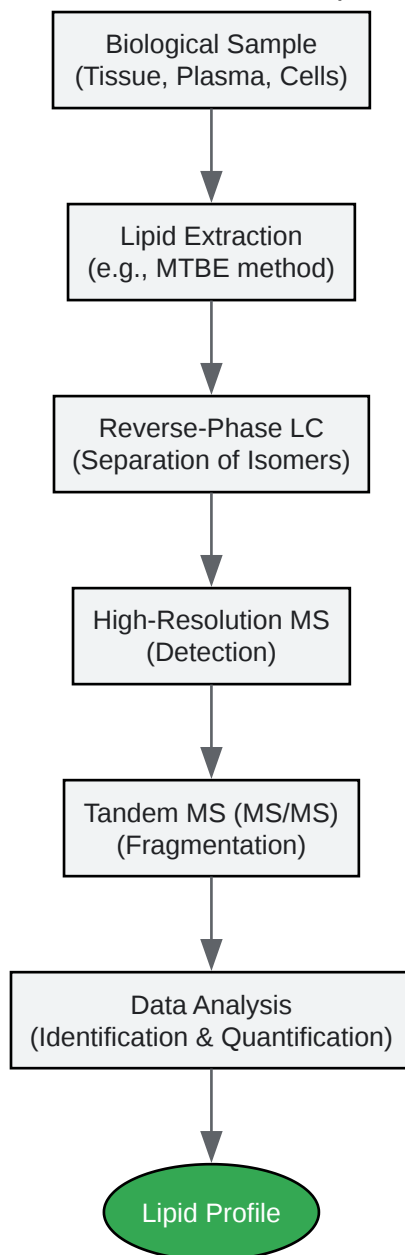 Biological Sample
(Tissue, Plasma, Cells)
Lipid Extraction
(e.g., MTBE method)
Reverse-Phase LC
(Separation of Isomers)
High-Resolution MS
(Detection)
Tandem MS (MS/MS)
(Fragmentation)
Data Analysis
(Identification & Quantification)
Lipid Profile